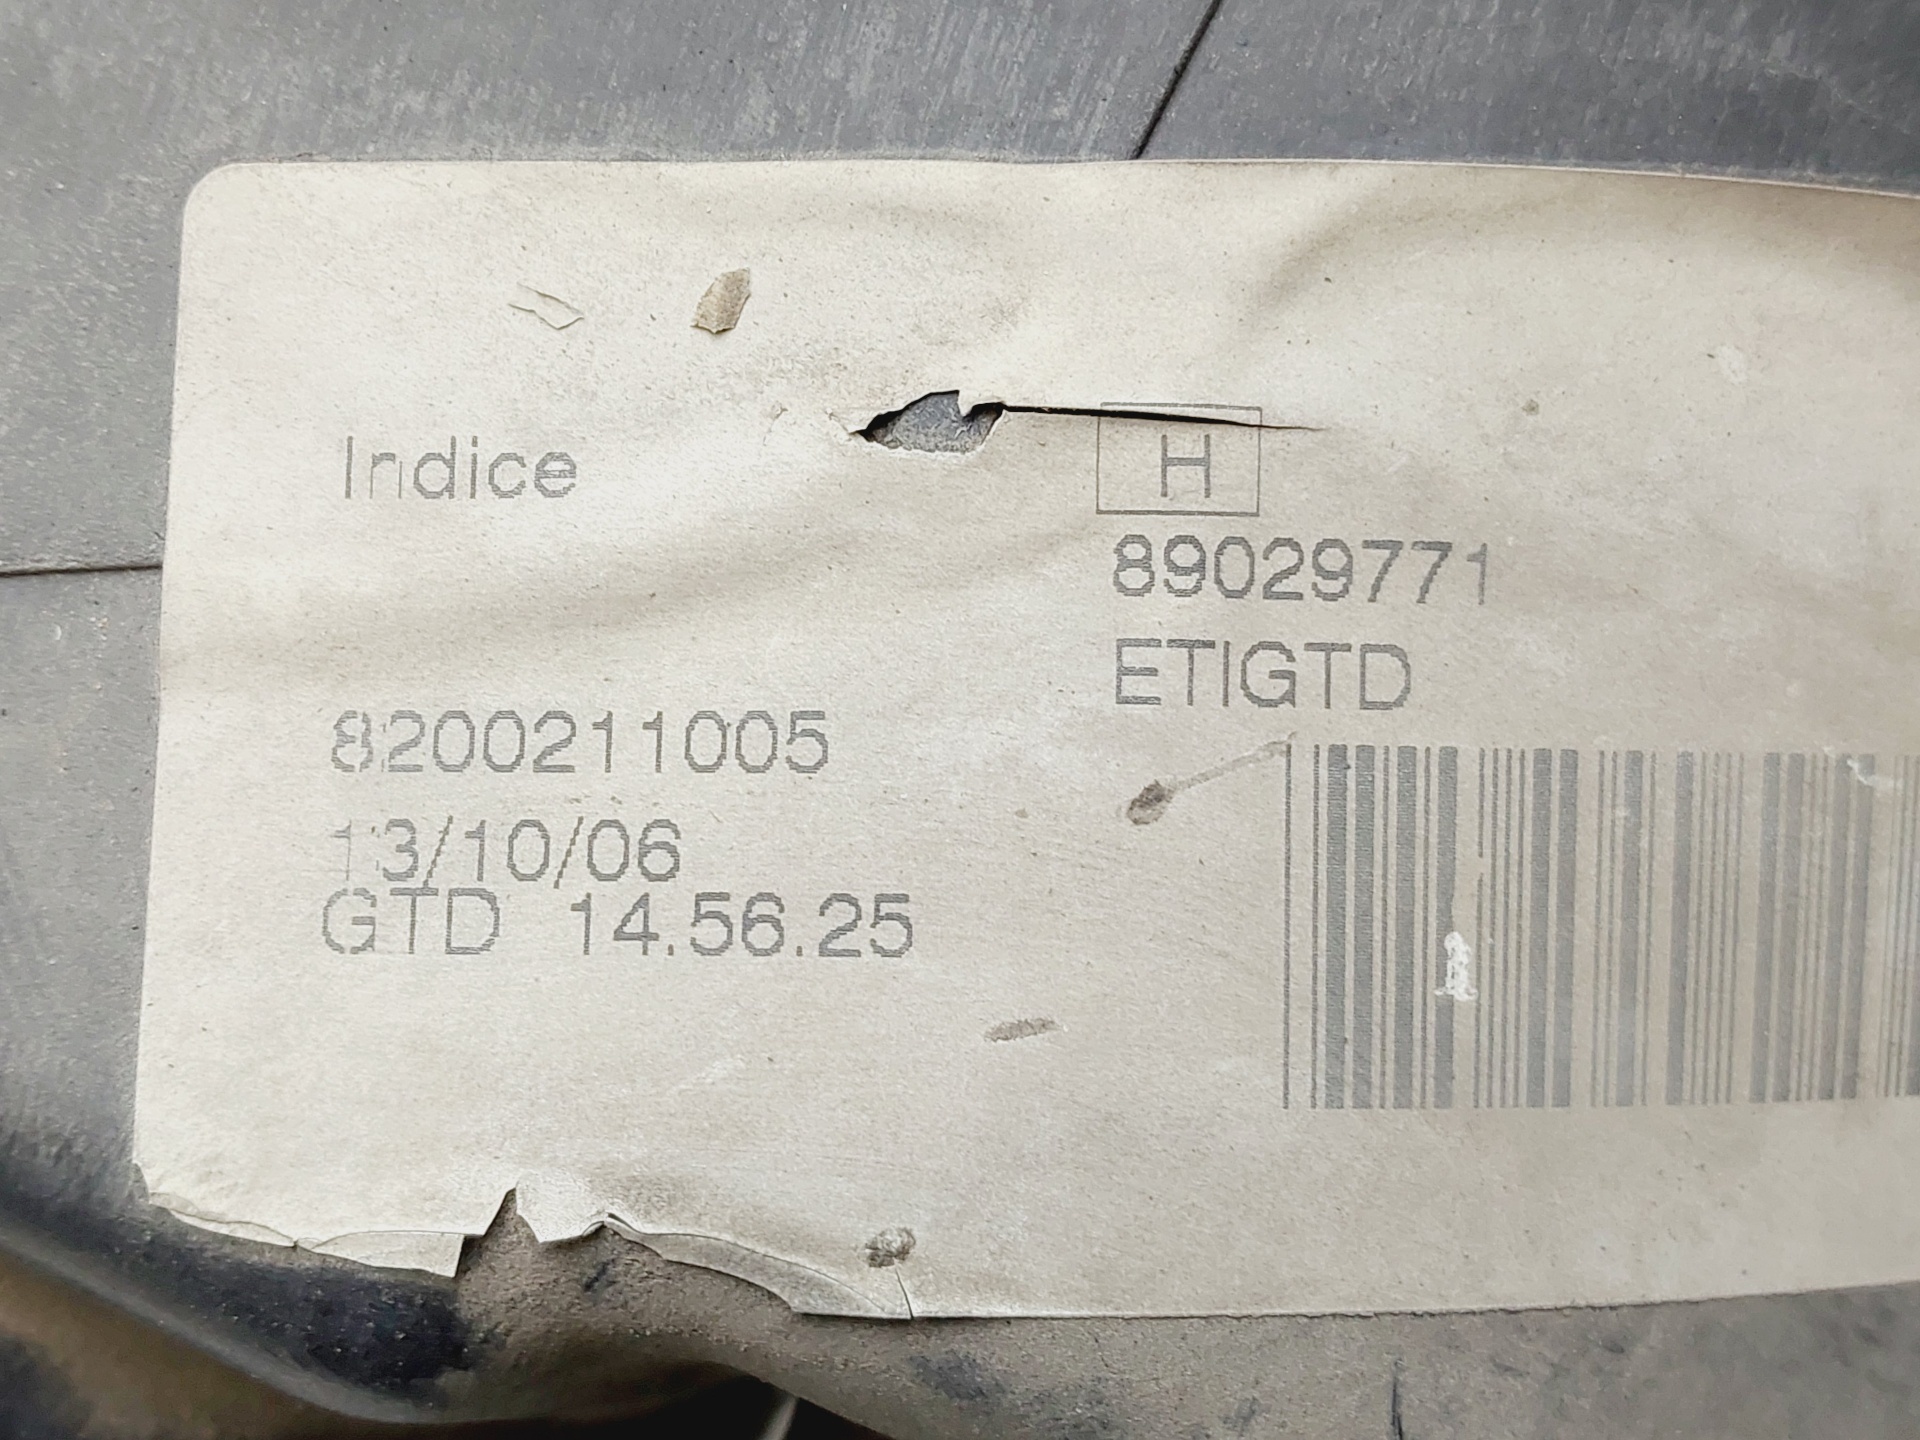 Indice H
89029771
ETIGTD
8200211005
13/10/06
GTD 14.56.25